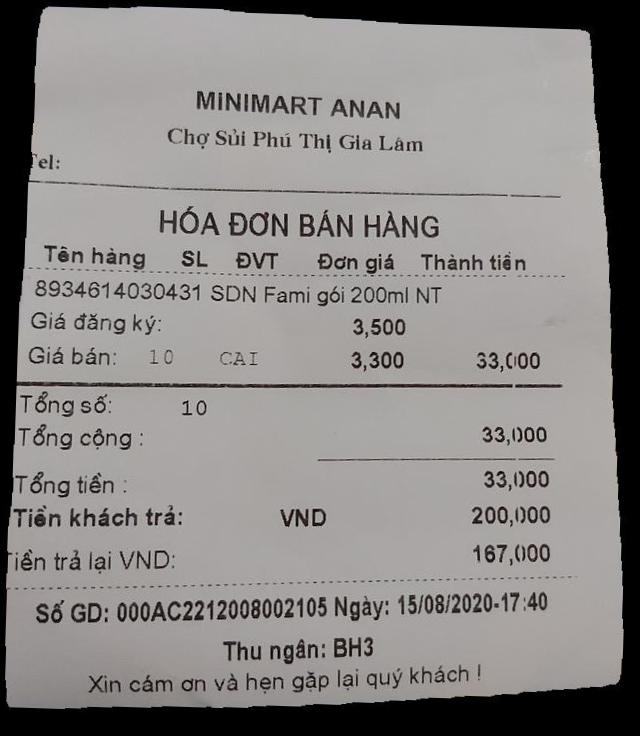 MINIMART ANAN
Chợ Sủi Phú Thị Gia Lâm
Tel:
HÓA ĐƠN BÁN HÀNG
Tên hàng SL ĐVT Đơn giá Thành tiền
8934614030431 SDN Fami gói 200ml NT
Giá đăng ký: 3,500
Giá bán: 10 CAI 3,300 33,000
Tổng số: 10
Tổng cộng : 33,000
Tổng tiền : 33,000
Tiền khách trả: VND 200,000
Tiền trả lại VND: 167,000
Số GD: 000AC2212008002105 Ngày: 15/08/2020-17:40
Thu ngân: BH3
Xin cám ơn và hẹn gặp lại quý khách !